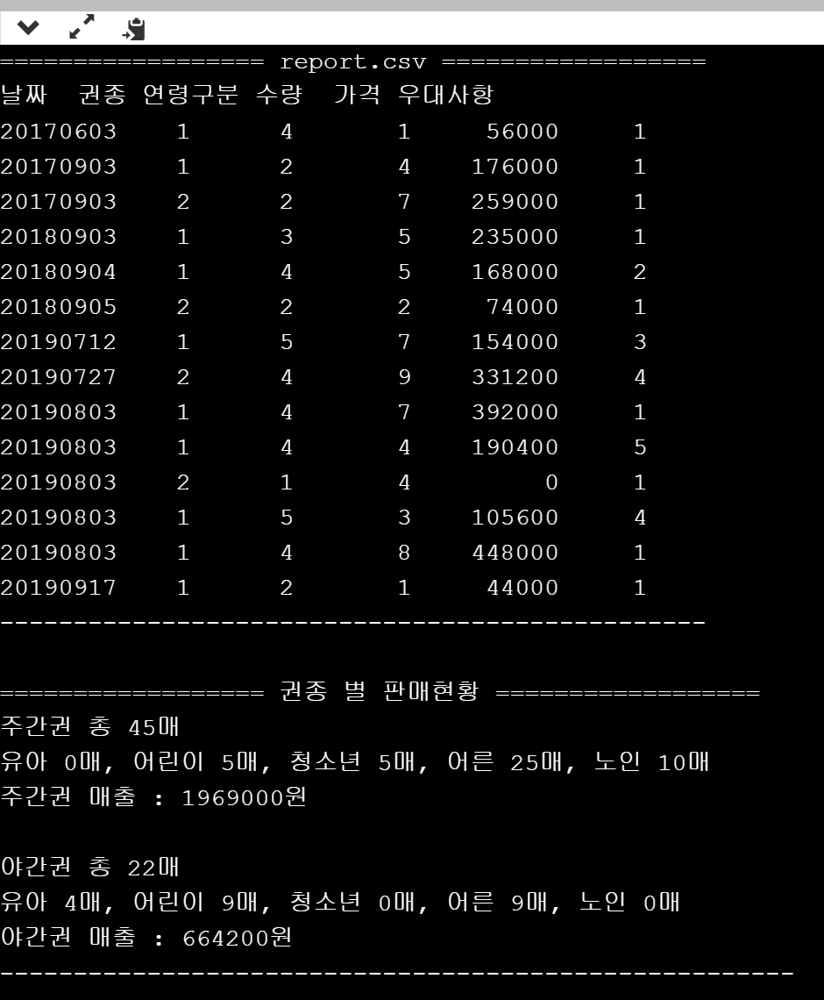 ================== report.csv ==================
날짜  권종 연령구분 수량  가격 우대사항
20170603    1      4       1     56000     1
20170903    1      2       4    176000     1
20170903    2      2       7    259000     1
20180903    1      3       5    235000     1
20180904    1      4       5    168000     2
20180905    2      2       2     74000     1
20190712    1      5       7    154000     3
20190727    2      4       9    331200     4
20190803    1      4       7    392000     1
20190803    1      4       4    190400     5
20190803    2      1       4         0     1
20190803    1      5       3    105600     4
20190803    1      4       8    448000     1
20190917    1      2       1     44000     1
------------------------------------------------
================== 권종 별 판매현황 ==================
주간권 총 45매
유아 0매, 어린이 5매, 청소년 5매, 어른 25매, 노인 10매
주간권 매출 : 1969000원
야간권 총 22매
유아 4매, 어린이 9매, 청소년 0매, 어른 9매, 노인 0매
야간권 매출 : 664200원
------------------------------------------------------